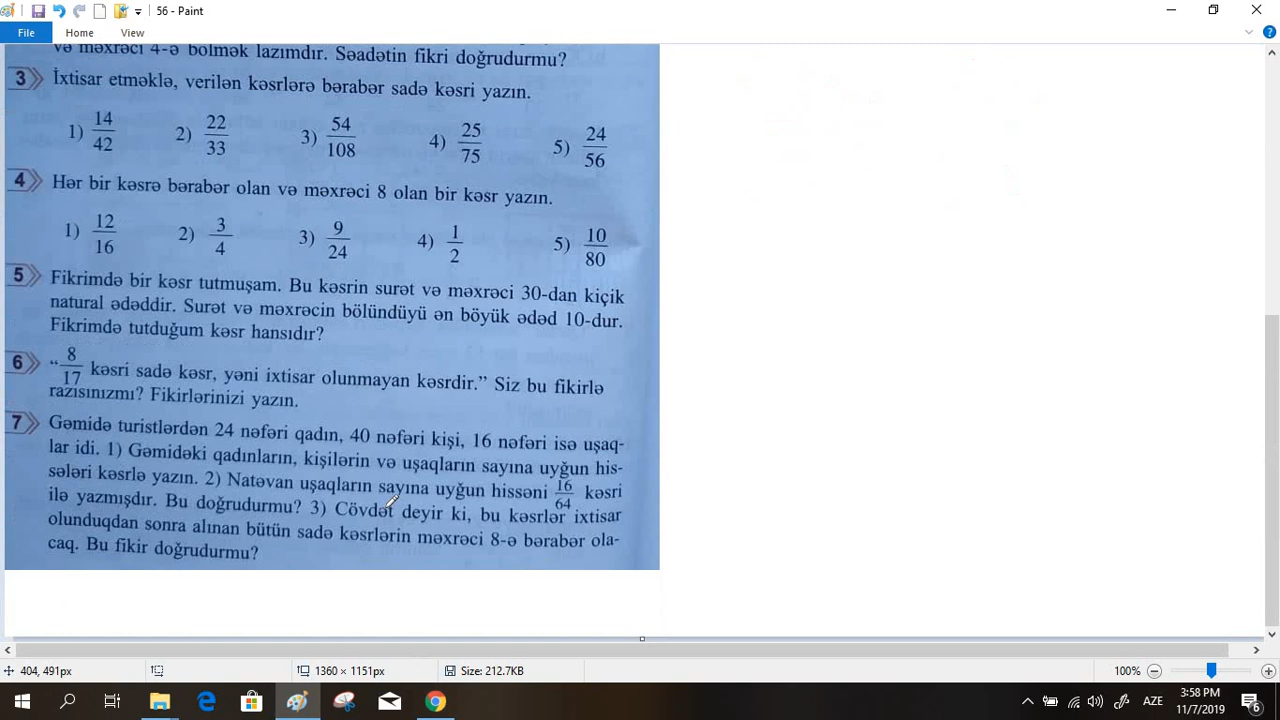 56 - Paint
File Home View
və məxrəci 4-ə bölmək lazımdır. Səadətin fikri doğrudurmu?
3 İxtisar etməklə, verilən kəsrlərə bərabər sadə kəsri yazın.
1) 14/42 2) 22/33 3) 54/108 4) 25/75 5) 24/56
4 Hər bir kəsrə bərabər olan və məxrəci 8 olan bir kəsr yazın.
1) 12/16 2) 3/4 3) 9/24 4) 1/2 5) 10/80
5 Fikrimdə bir kəsr tutmuşam. Bu kəsrin surət və məxrəci 30-dan kiçik
natural ədəddir. Surət və məxrəcin bölündüyü ən böyük ədəd 10-dur.
Fikrimdə tutduğum kəsr hansıdır?
6 “8/17 kəsri sadə kəsr, yəni ixtisar olunmayan kəsrdir.” Siz bu fikirlə
razısınızmı? Fikirlərinizi yazın.
7 Gəmidə turistlərdən 24 nəfəri qadın, 40 nəfəri kişi, 16 nəfəri isə uşaq-
lar idi. 1) Gəmidəki qadınların, kişilərin və uşaqların sayına uyğun his-
sələri kəsrlə yazın. 2) Natəvan uşaqların sayına uyğun hissəni 16/64 kəsri
ilə yazmışdır. Bu doğrudurmu? 3) Cövdət deyir ki, bu kəsrlər ixtisar
olunduqdan sonra alınan bütün sadə kəsrlərin məxrəci 8-ə bərabər ola-
caq. Bu fikir doğrudurmu?
404, 491px 1360 × 1151px Size: 212.7KB 100%
AZE 3:58 PM
11/7/2019 6